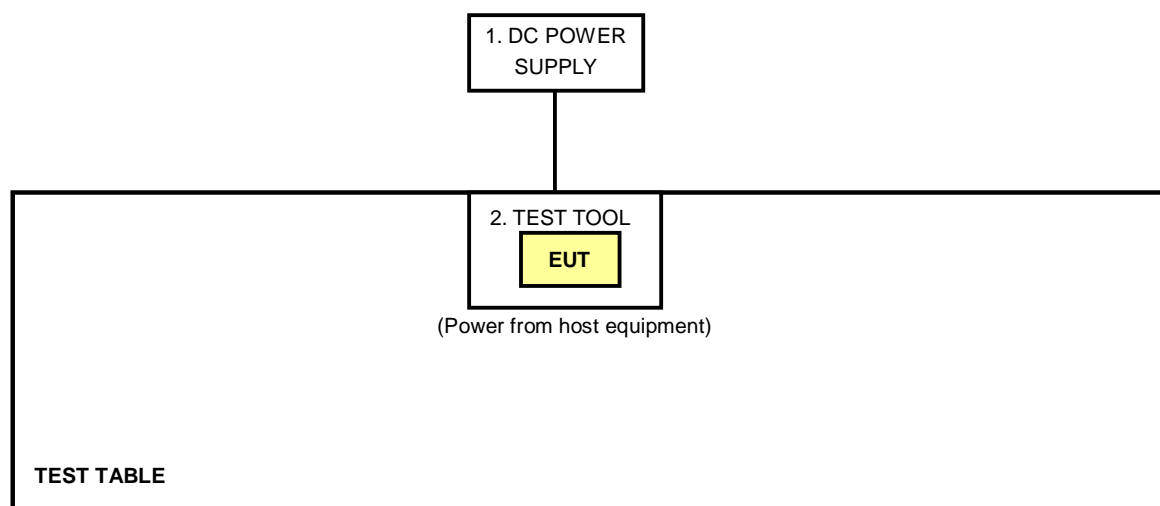 1. DC POWER
SUPPLY
2. TEST TOOL
EUT
(Power from host equipment)
TEST TABLE